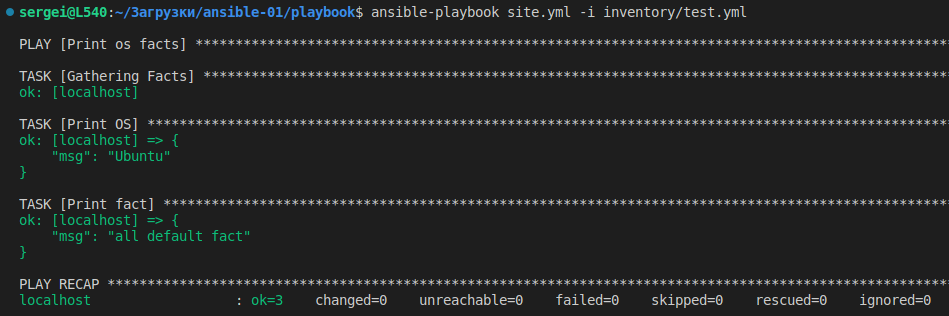 sergei@L540:~/Загрузки/ansible-01/playbook$ ansible-playbook site.yml -i inventory/test.yml
PLAY [Print os facts] ****************************************************************************************************
TASK [Gathering Facts] **************************************************************************************************
ok: [localhost]
TASK [Print OS] *********************************************************************************************************
ok: [localhost] => {
    "msg": "Ubuntu"
}
TASK [Print fact] *******************************************************************************************************
ok: [localhost] => {
    "msg": "all default fact"
}
PLAY RECAP **************************************************************************************************************
localhost                  : ok=3    changed=0    unreachable=0    failed=0    skipped=0    rescued=0    ignored=0